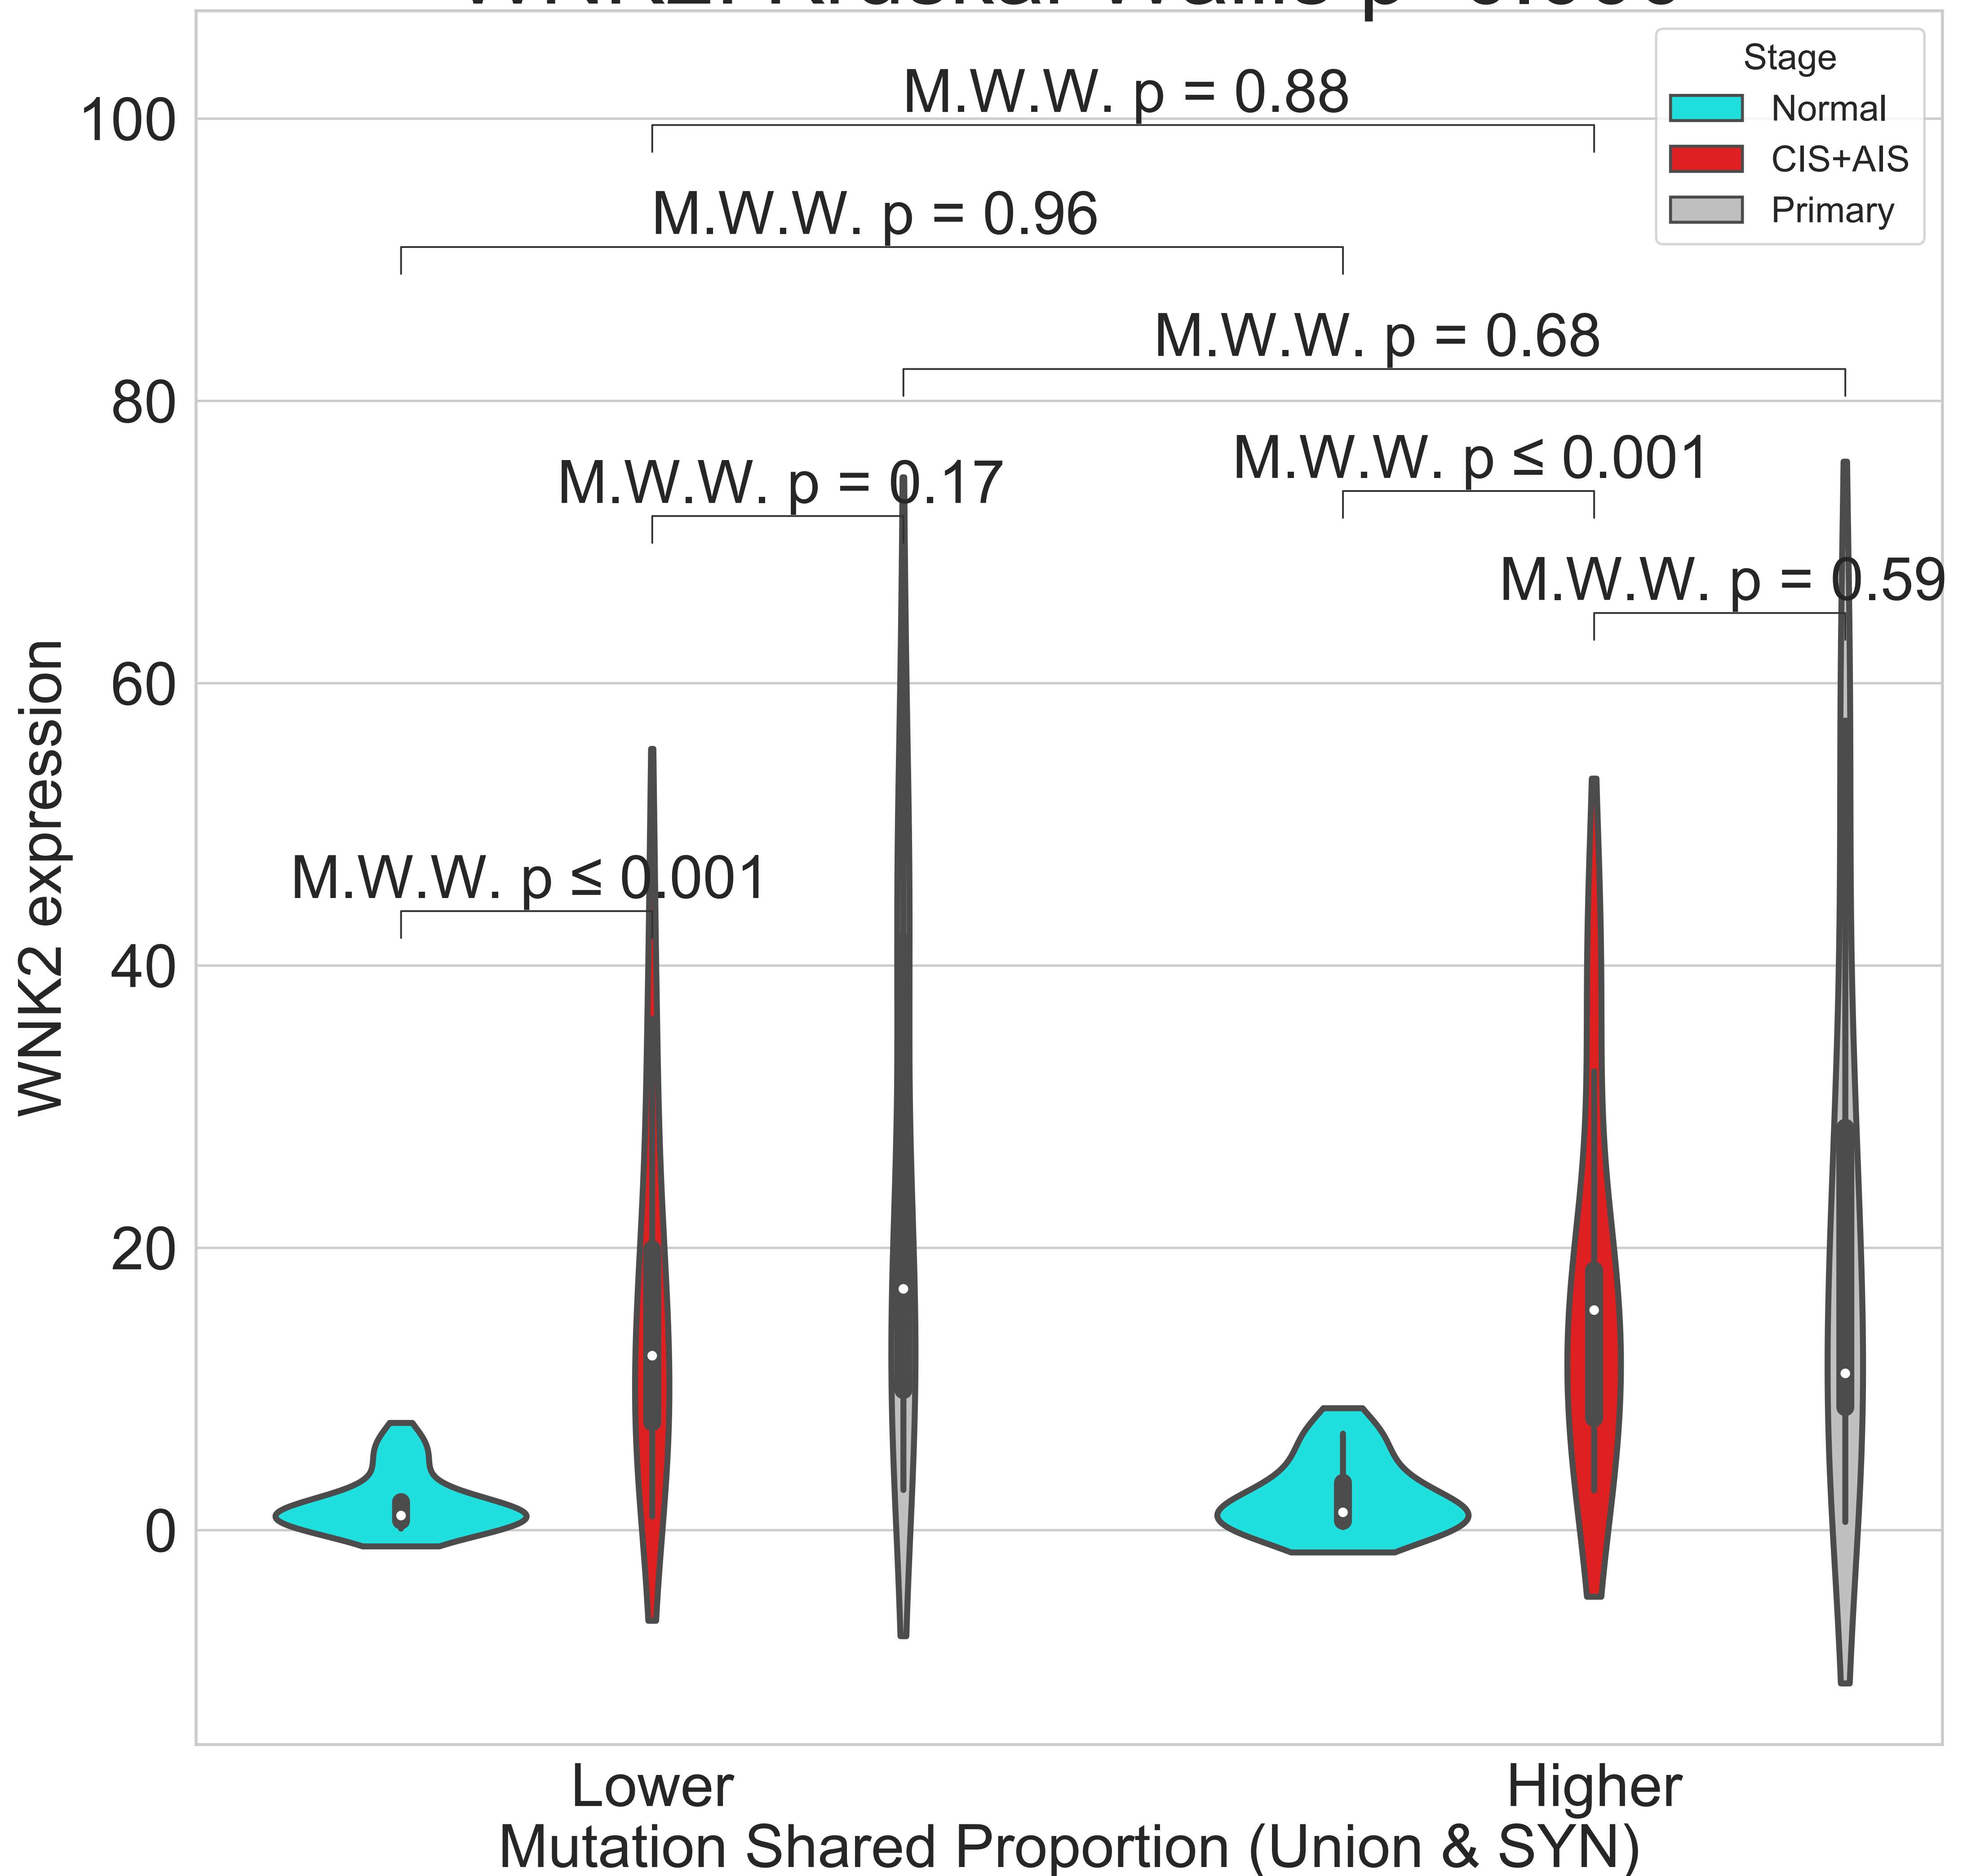 Stage
Normal
CIS+AIS
Primary
M.W.W. p = 0.88
M.W.W. p = 0.96
M.W.W. p = 0.68
M.W.W. p ≤ 0.001
M.W.W. p = 0.17
M.W.W. p = 0.59
M.W.W. p ≤ 0.001
100
80
60
40
20
0
WNK2 expression
Lower
Higher
Mutation Shared Proportion (Union & SYN)